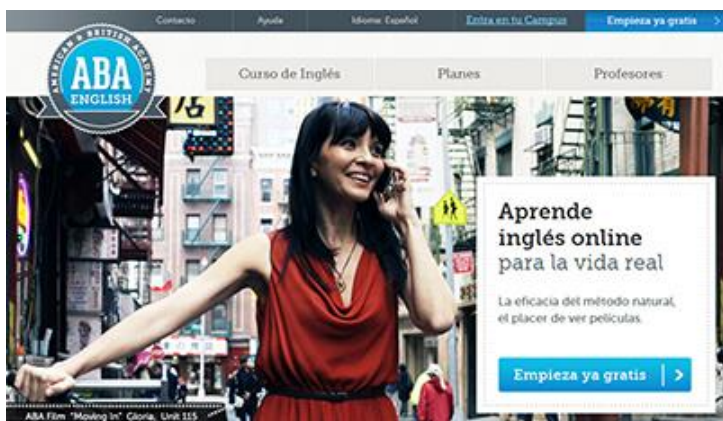 Contacto
Ayuda
Idioma: Español
Entra en tu Campus
Empieza ya gratis
AMERICAN & BRITISH ACADEMY
ABA
ENGLISH
Curso de Inglés
Planes
Profesores
Aprende
inglés online
para la vida real
La eficacia del método natural,
el placer de ver películas.
Empieza ya gratis
ABA Film "Moving In" Gloria, Unit 115